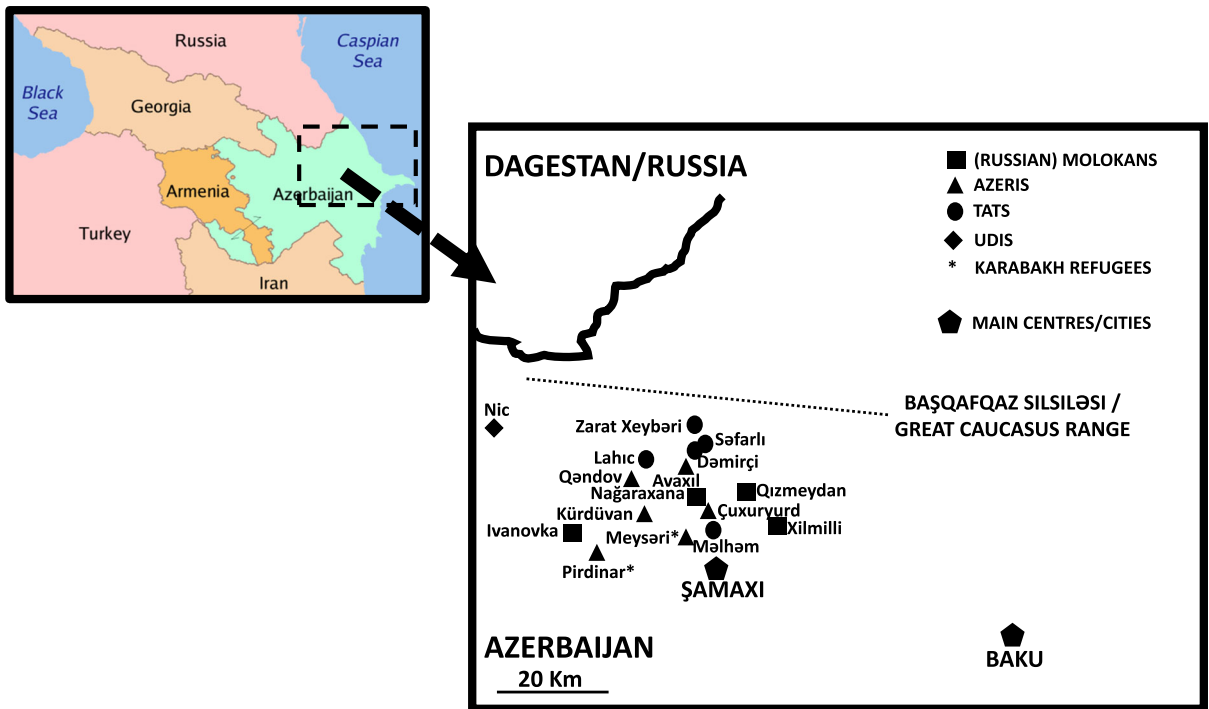 Russia
Caspian
Sea
Black
Sea
Georgia
Armenia
Azerbaijan
Turkey
Iran
DAGESTAN/RUSSIA
(RUSSIAN) MOLOKANS
AZERIS
TATS
UDIS
* KARABAKH REFUGEES
MAIN CENTRES/CITIES
BAŞQAFQAZ SILSILƏSI /
GREAT CAUCASUS RANGE
Nic
Zarat Xeybəri
Səfarlı
Lahıc
Dəmirçi
Qəndov
Avaxıl
Nağaraxana
Qızmeydan
Kürdüvan
Çuxuryurd
Ivanovka
Xilmilli
Meysəri*
Məlhəm
Pirdinar*
ŞAMAXI
AZERBAIJAN
BAKU
20 Km